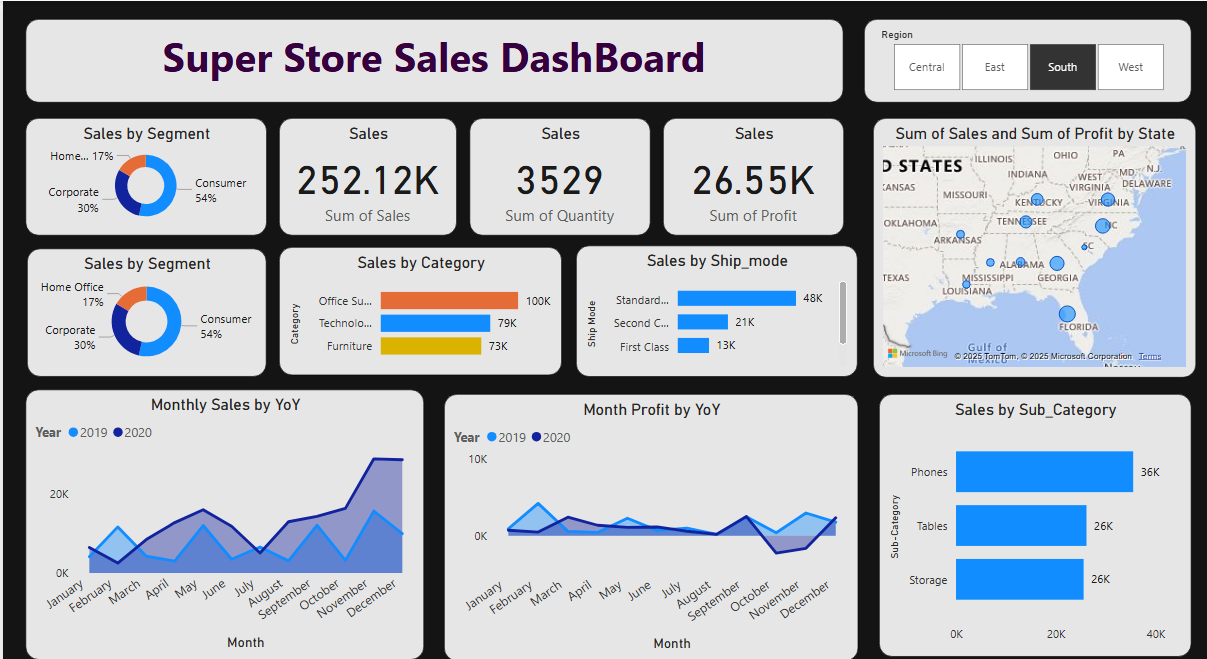 Super Store Sales DashBoard
Region
Central
East
South
West
Sales by Segment
Home... 17%
Corporate
30%
Consumer
54%
Sales
252.12K
Sum of Sales
Sales
3529
Sum of Quantity
Sales
26.55K
Sum of Profit
Sum of Sales and Sum of Profit by State
D STATES
ILLINOIS
OHIO
PA
INDIANA
N.J.
MD
KANSAS
WEST
VIRGINIA
DELAWARE
MISSOURI
KENTUCKY
VIRGINIA
OKLAHOMA
TENNESSEE
NC
ARKANSAS
SC
TEXAS
ALABAMA
MISSISSIPPI
GEORGIA
LOUISIANA
FLORIDA
Gulf of
Mexico
Microsoft Bing
© 2025 TomTom, © 2025 Microsoft Corporation Terms
Sales by Segment
Home Office
17%
Corporate
30%
Consumer
54%
Sales by Category
Category
Office Su...
100K
Technolo...
79K
Furniture
73K
Sales by Ship_mode
Ship Mode
Standard...
48K
Second C...
21K
First Class
13K
Monthly Sales by YoY
Year 2019 2020
20K
0K
January
February
March
April
May
June
July
August
September
October
November
December
Month
Month Profit by YoY
Year 2019 2020
10K
0K
January
February
March
April
May
June
July
August
September
October
November
December
Month
Sales by Sub_Category
Sub-Category
Phones
36K
Tables
26K
Storage
26K
0K
20K
40K